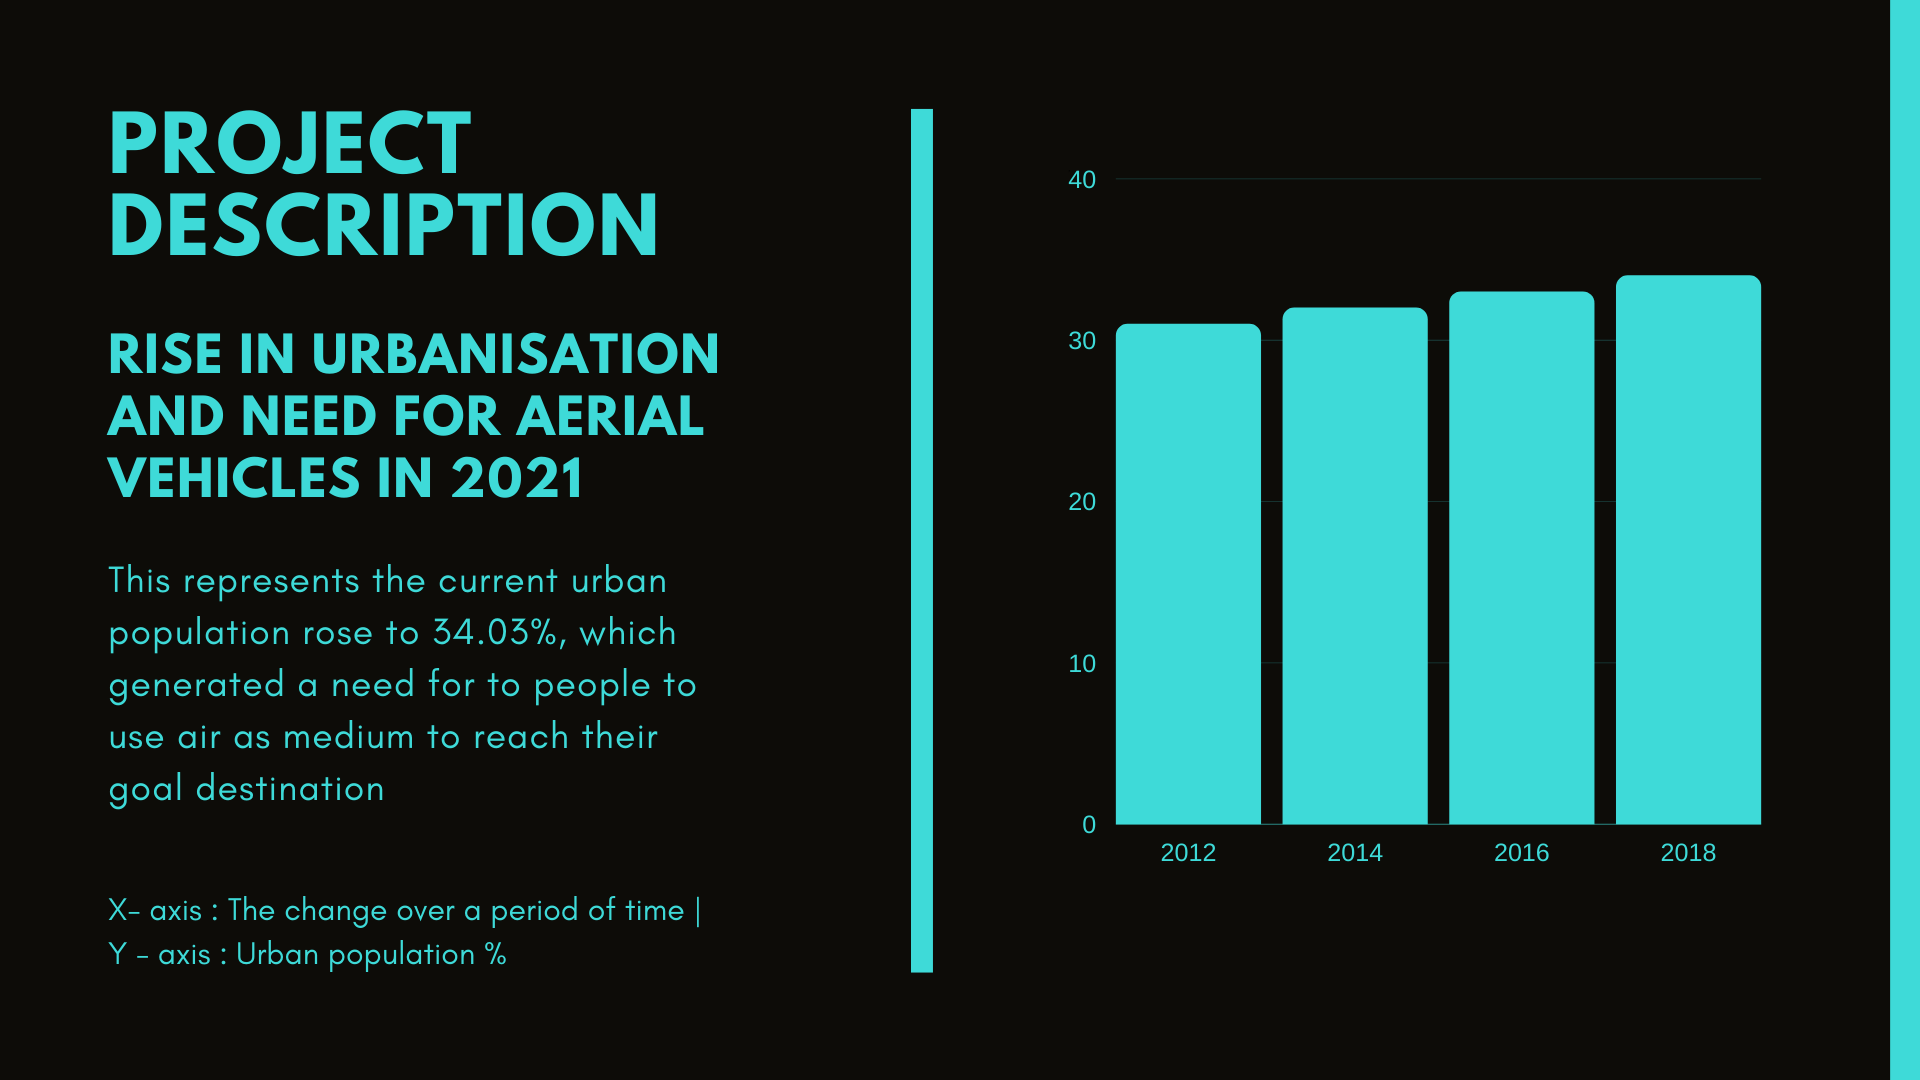 PROJECT
DESCRIPTION
RISE IN URBANISATION
AND NEED FOR AERIAL
VEHICLES IN 2021
This represents the current urban
population rose to 34.03%, which
generated a need for to people to
use air as medium to reach their
goal destination
X- axis : The change over a period of time |
Y - axis : Urban population %
40
30
20
10
0
2012 2014 2016 2018